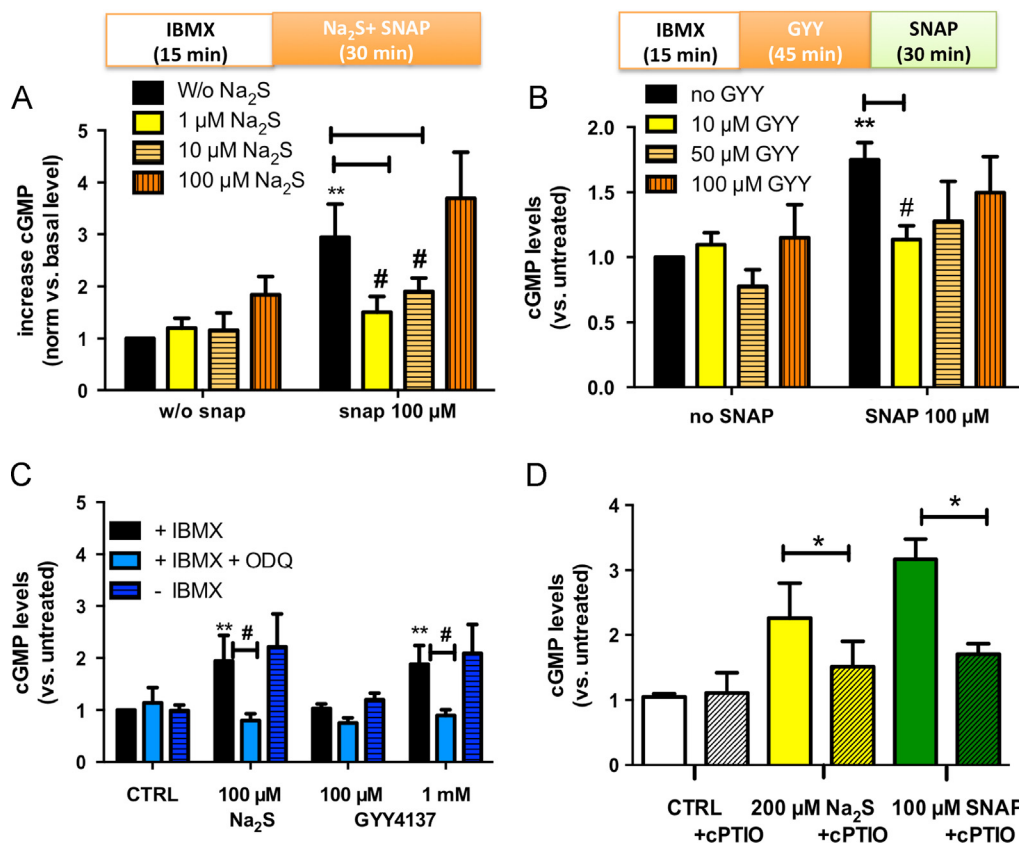 IBMX
(15 min)
Na₂S+ SNAP
(30 min)
IBMX
(15 min)
GYY
(45 min)
SNAP
(30 min)
A
W/o Na₂S
1 µM Na₂S
10 µM Na₂S
100 µM Na₂S
increase cGMP
(norm vs. basal level)
5
4
3
2
1
0
**
#
#
w/o snap
snap 100 µM
B
no GYY
10 µM GYY
50 µM GYY
100 µM GYY
cGMP levels
(vs. untreated)
2.0
1.5
1.0
0.5
0.0
**
#
no SNAP
SNAP 100 µM
C
+ IBMX
+ IBMX + ODQ
- IBMX
cGMP levels
(vs. untreated)
5
4
3
2
1
0
**
#
**
#
CTRL
100 µM
Na₂S
100 µM
1 mM
GYY4137
D
cGMP levels
(vs. untreated)
4
3
2
1
0
*
*
CTRL
+cPTIO
200 µM Na₂S
+cPTIO
100 µM SNAP
+cPTIO